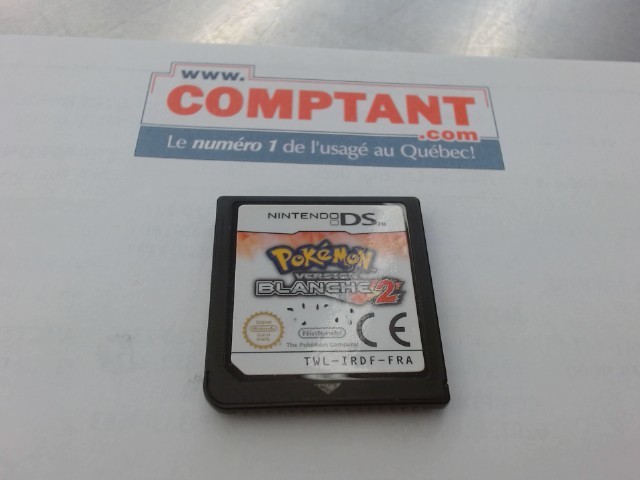 www.
COMPTANT
.com
Le numéro 1 de l'usagé au Québec!
NINTENDO DS TM
POKÉMON
VERSION
BLANCHE 2
Nintendo
CE
The Pokémon Company
TWL-IRDF-FRA